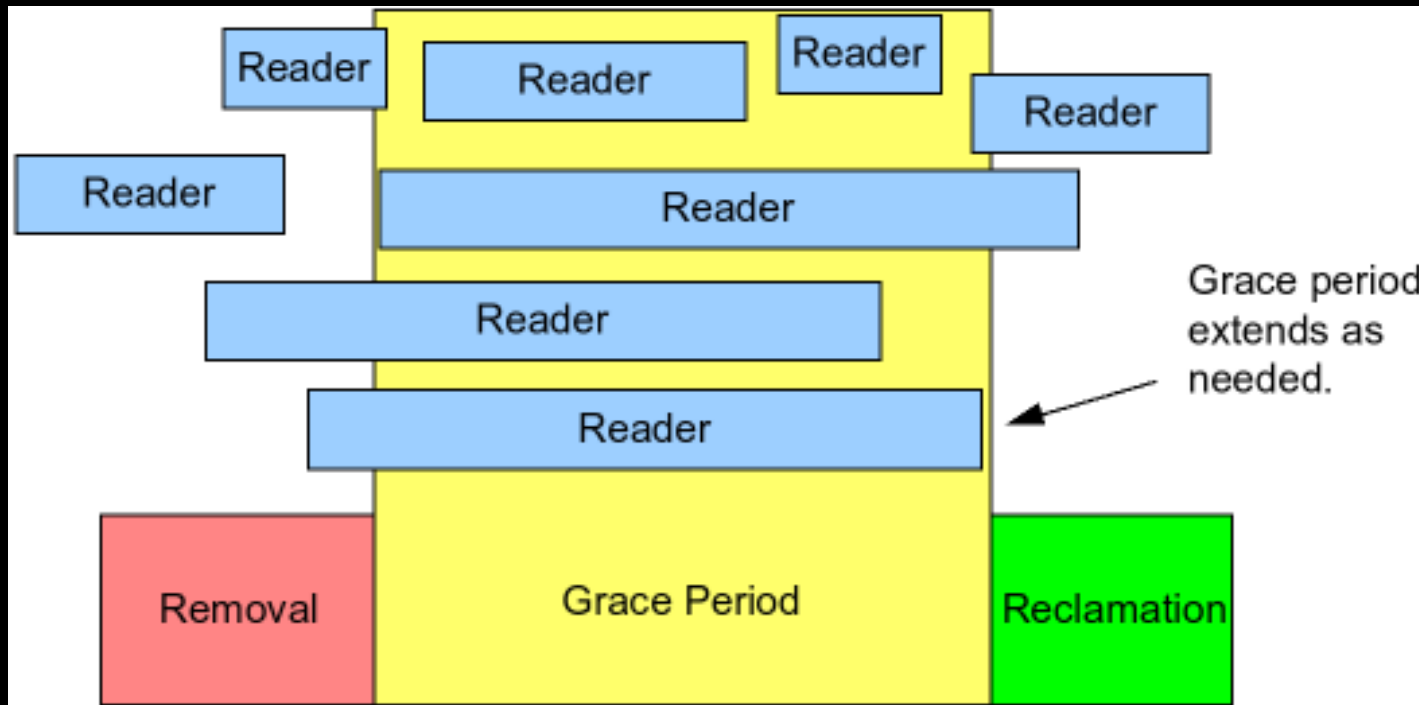 Reader
Reader
Reader
Reader
Reader
Reader
Reader
Reader
Grace period
extends as
needed.
Removal
Grace Period
Reclamation